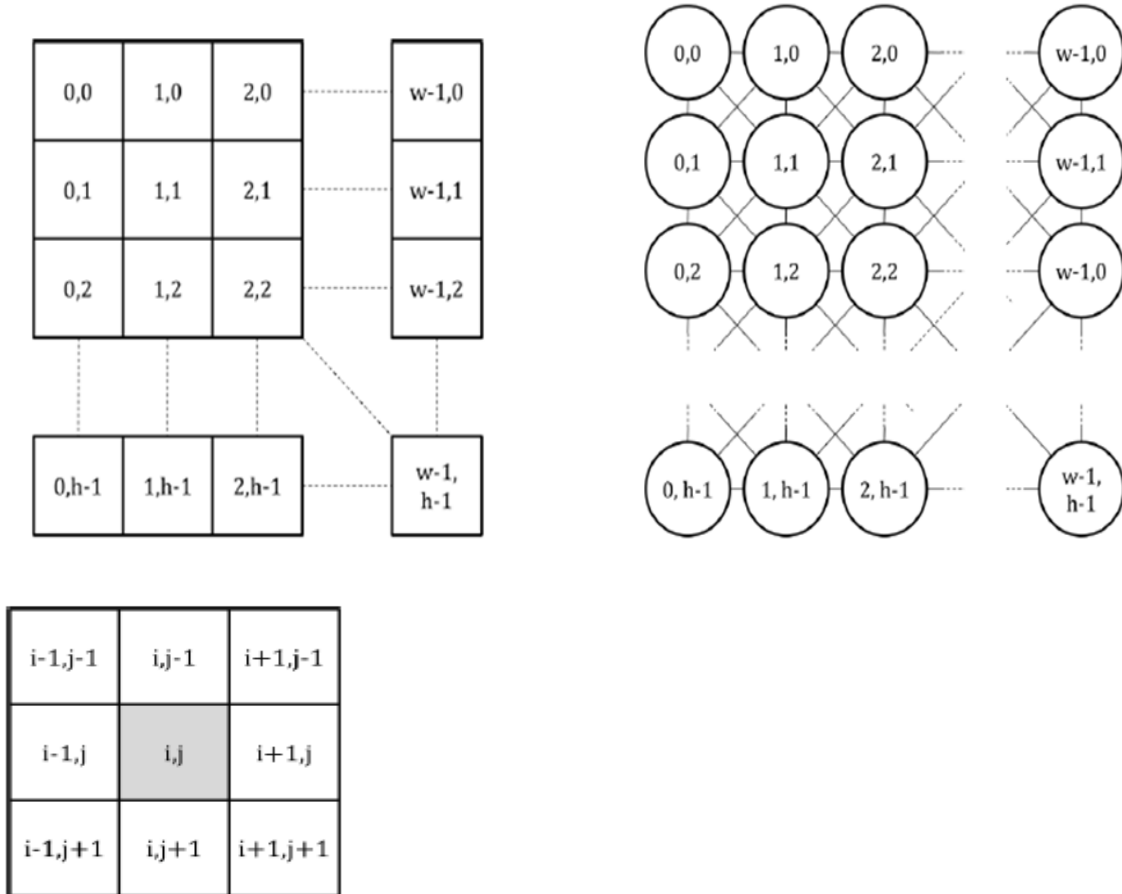 0,0 1,0 2,0 w-1,0
0,1 1,1 2,1 w-1,1
0,2 1,2 2,2 w-1,2
0,h-1 1,h-1 2,h-1 w-1,
h-1
0,0 1,0 2,0 w-1,0
0,1 1,1 2,1 w-1,1
0,2 1,2 2,2 w-1,0
0, h-1 1, h-1 2, h-1 w-1,
h-1
i-1,j-1 i,j-1 i+1,j-1
i-1,j i,j i+1,j
i-1,j+1 i,j+1 i+1,j+1